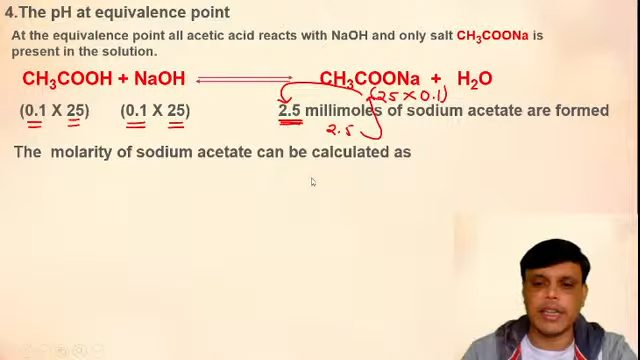 4.The pH at equivalence point
At the equivalence point all acetic acid reacts with NaOH and only salt CH₃COONa is
present in the solution.
CH₃COOH + NaOH ⇌ CH₃COONa + H₂O
(25 × 0.1)
(0.1 X 25) (0.1 X 25) 2.5 millimoles of sodium acetate are formed
2.5
The molarity of sodium acetate can be calculated as